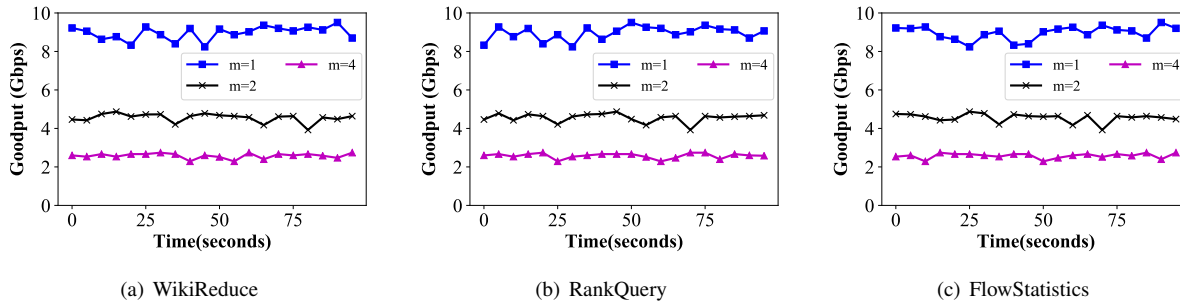 10
8
6
4
2
0
Goodput (Gbps)
m=1
m=2
m=4
0 25 50 75
Time(seconds)
(a) WikiReduce
10
8
6
4
2
0
Goodput (Gbps)
m=1
m=2
m=4
0 25 50 75
Time(seconds)
(b) RankQuery
10
8
6
4
2
0
Goodput (Gbps)
m=1
m=2
m=4
0 25 50 75
Time(seconds)
(c) FlowStatistics